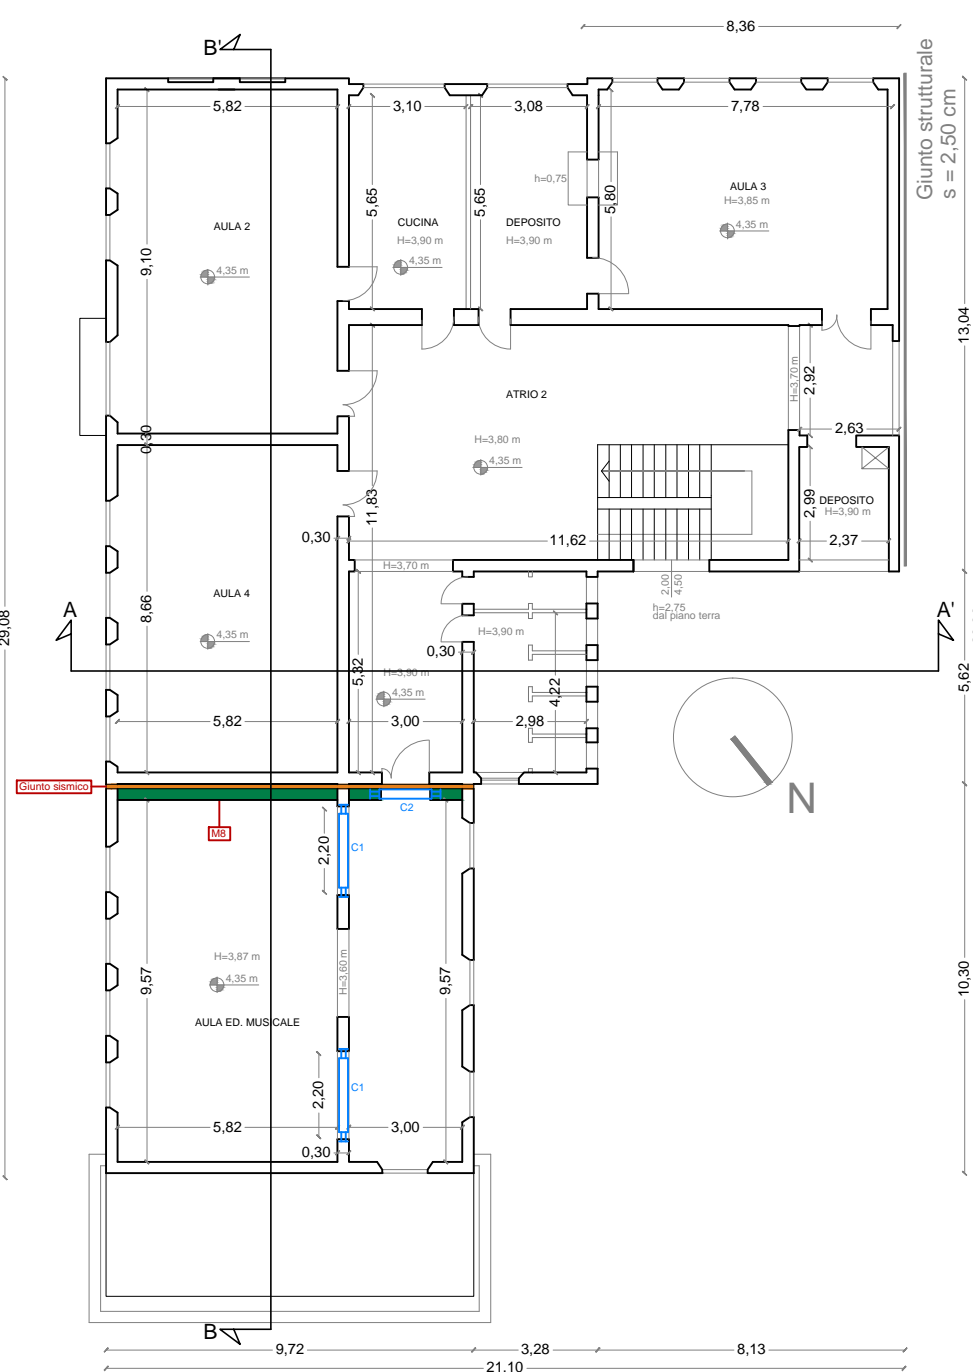 8,36
B'
Giunto strutturale
s = 2,50 cm
5,82
3,10
3,08
7,78
h=0,75
AULA 3
H=3,85 m
4,35 m
5,65
5,65
5,80
CUCINA
H=3,90 m
4,35 m
DEPOSITO
H=3,90 m
AULA 2
4,35 m
9,10
13,04
ATRIO 2
H=3,80 m
4,35 m
H=3,70 m
2,92
2,63
0,30
11,83
2,99
DEPOSITO
H=3,90 m
2,37
0,30
11,62
H=3,70 m
2,00
4,50
h=2,75
dal piano terra
AULA 4
4,35 m
8,66
29,08
A
A'
H=3,90 m
0,30
5,32
H=3,90 m
4,35 m
4,22
5,62
5,82
3,00
2,98
N
Giunto sismico
M8
C2
C1
2,20
H=3,87 m
4,35 m
H=3,60 m
9,57
9,57
10,30
AULA ED. MUSICALE
C1
2,20
5,82
3,00
0,30
B
9,72
3,28
8,13
21,10